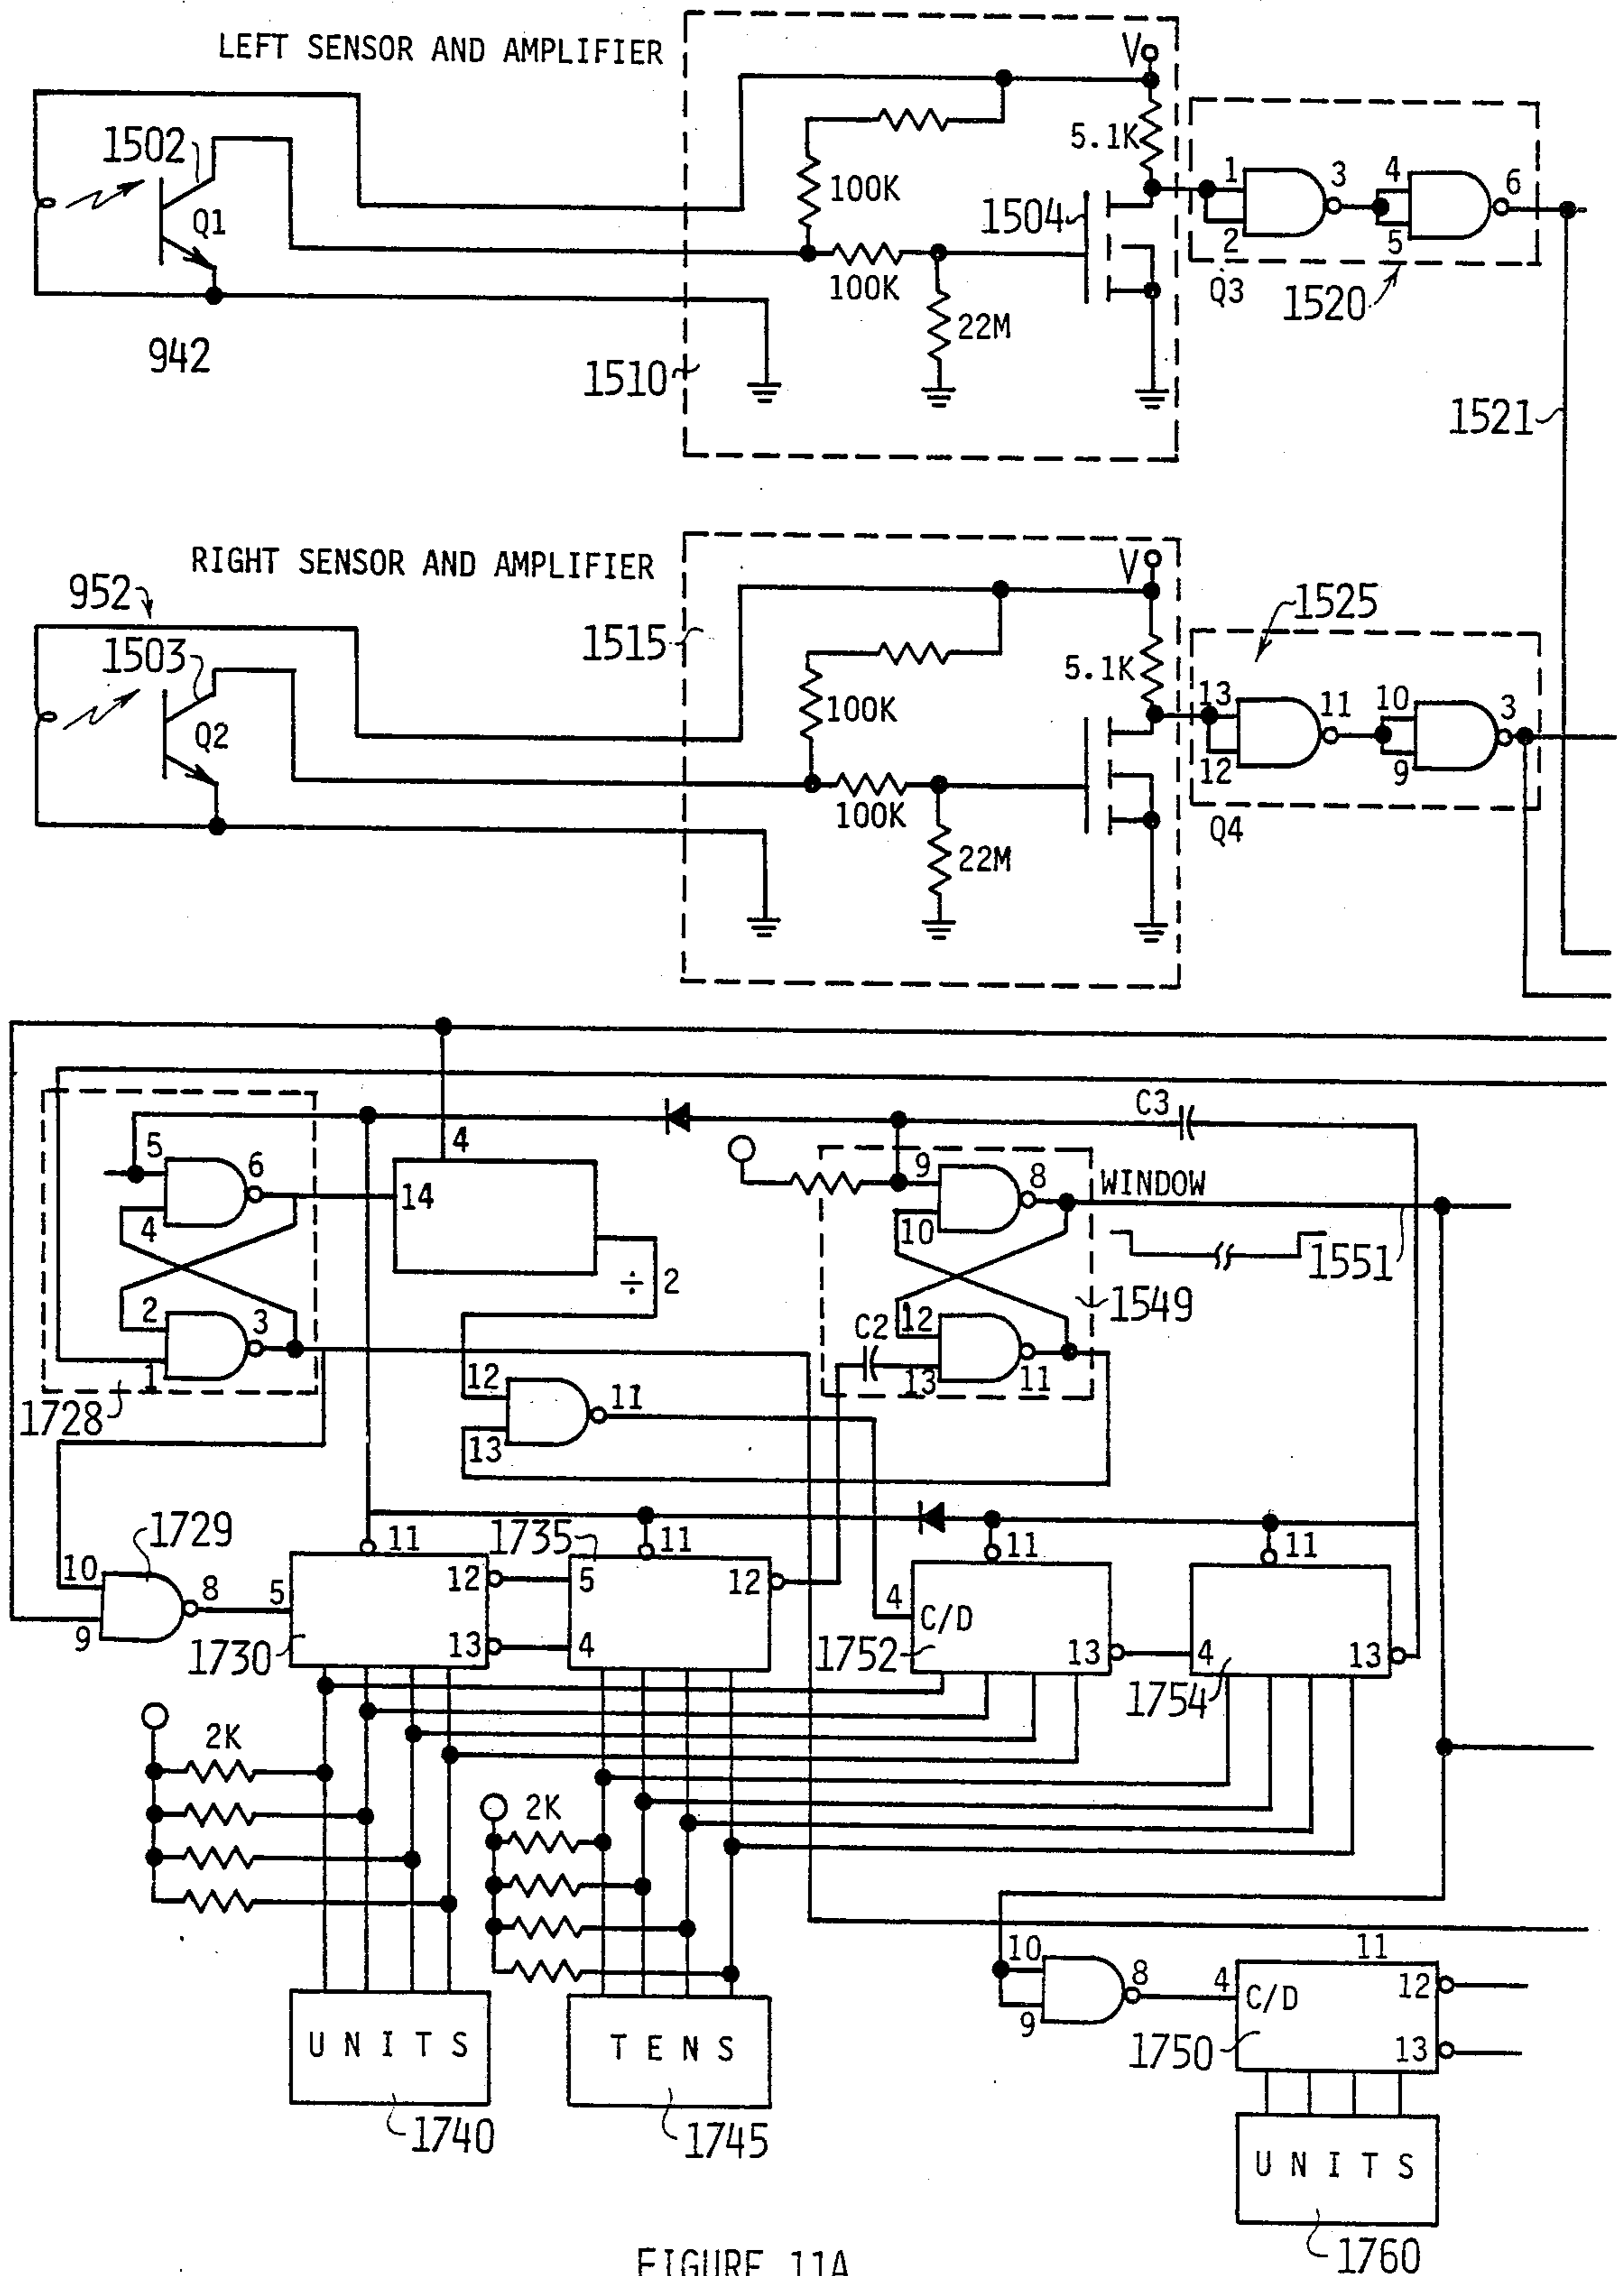 LEFT SENSOR AND AMPLIFIER
V
1502
5.1K
1
3
4
6
100K
1504
Q1
2
5
100K
Q3
1520
22M
942
1510
1521
RIGHT SENSOR AND AMPLIFIER
V
952
1525
1503
1515
5.1K
13
11
10
3
100K
Q2
12
9
100K
Q4
22M
C3
5
6
4
9
8
WINDOW
14
4
10
1551
÷ 2
1549
2
3
C2
12
1
12
13
11
11
1728
13
1729
1735
11
11
11
11
10
8
5
12
5
12
4
C/D
9
1730
13
4
1752
13
4
13
1754
2K
2K
10
11
8
4
C/D
12
9
1750
13
UNITS
TENS
1740
1745
UNITS
1760
FIGURE 11A